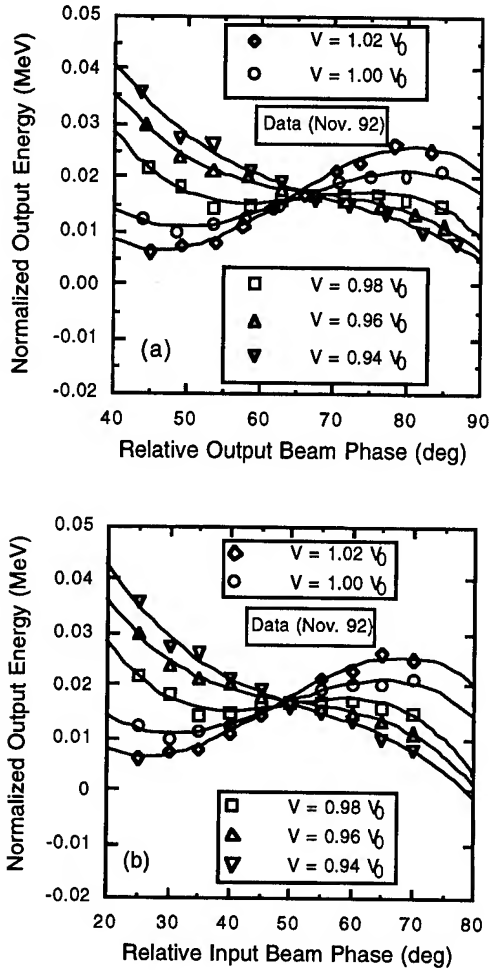 Normalized Output Energy (MeV)
0.05
0.04
0.03
0.02
0.01
0.00
-0.01
-0.02
V = 1.02 V0
V = 1.00 V0
Data (Nov. 92)
V = 0.98 V0
V = 0.96 V0
V = 0.94 V0
(a)
40 50 60 70 80 90
Relative Output Beam Phase (deg)
Normalized Output Energy (MeV)
0.05
0.04
0.03
0.02
0.01
0
-0.01
-0.02
V = 1.02 V0
V = 1.00 V0
Data (Nov. 92)
V = 0.98 V0
V = 0.96 V0
V = 0.94 V0
(b)
20 30 40 50 60 70 80
Relative Input Beam Phase (deg)